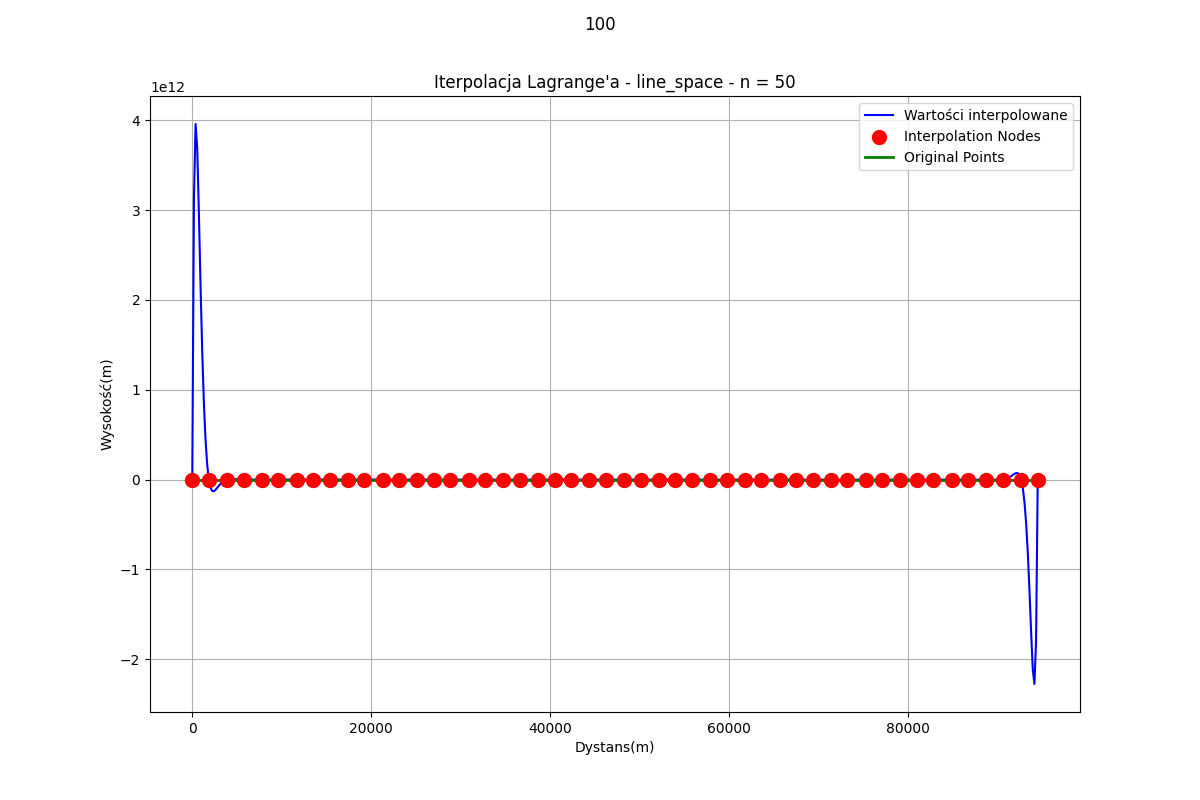 100
Iterpolacja Lagrange'a - line_space - n = 50
1e12
4
3
2
1
0
−1
−2
Wysokość(m)
Wartości interpolowane
Interpolation Nodes
Original Points
0 20000 40000 60000 80000
Dystans(m)